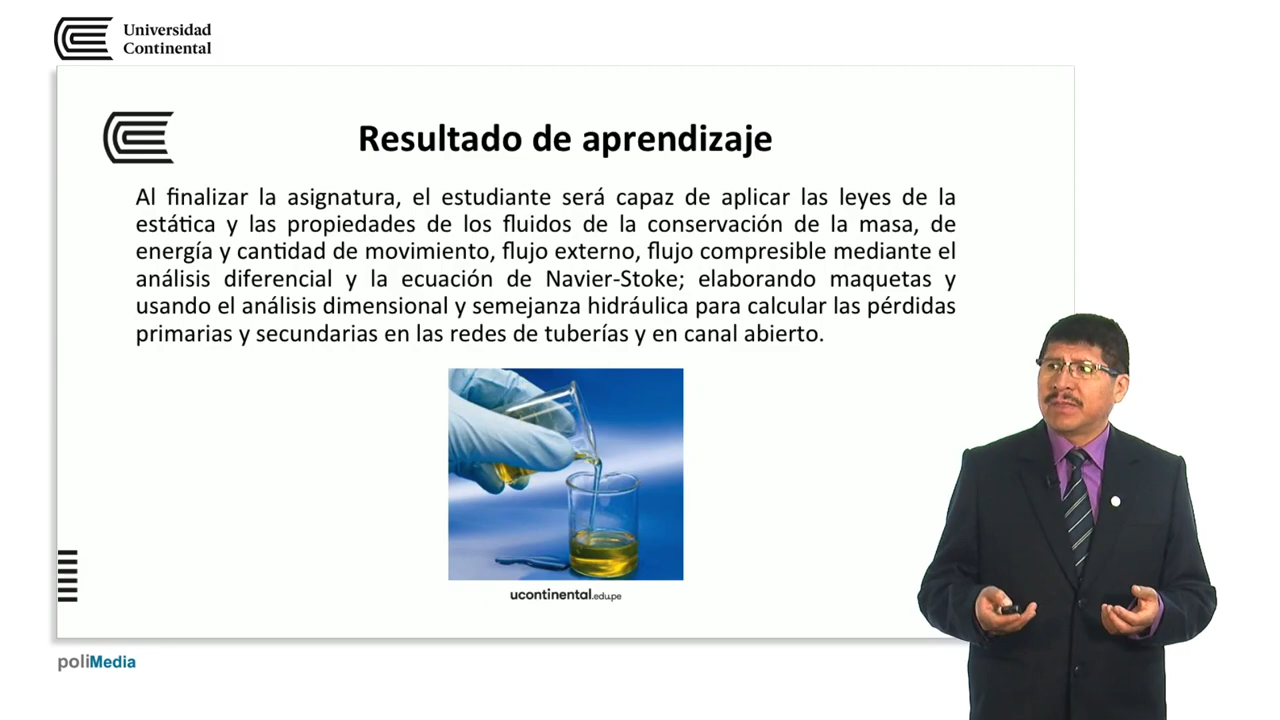 Universidad
Continental
Resultado de aprendizaje
Al finalizar la asignatura, el estudiante será capaz de aplicar las leyes de la
estática y las propiedades de los fluidos de la conservación de la masa, de
energía y cantidad de movimiento, flujo externo, flujo compresible mediante el
análisis diferencial y la ecuación de Navier-Stoke; elaborando maquetas y
usando el análisis dimensional y semejanza hidráulica para calcular las pérdidas
primarias y secundarias en las redes de tuberías y en canal abierto.
ucontinental.edu.pe
poliMedia